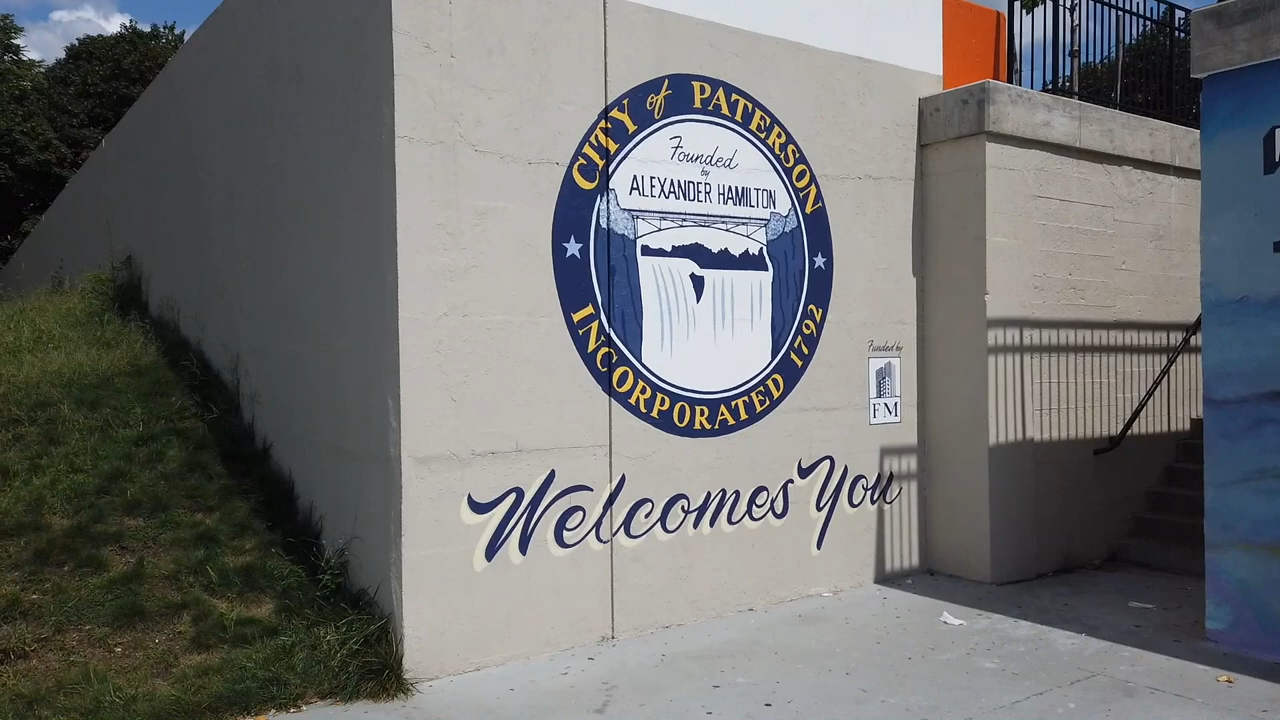 CITY of PATERSON
Founded
by
ALEXANDER HAMILTON
INCORPORATED 1792
Funded by
FM
Welcomes You